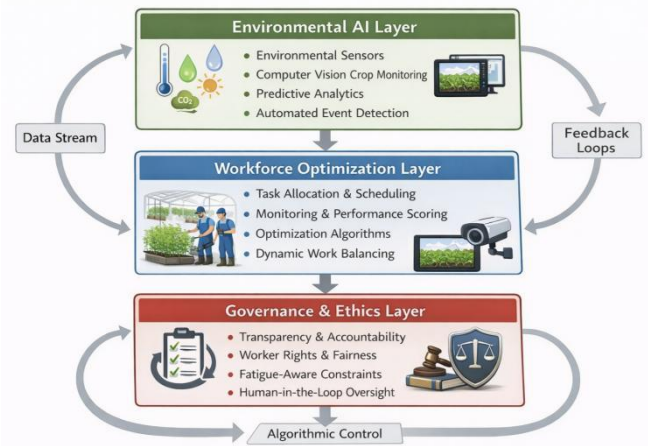 Environmental AI Layer
CO₂
• Environmental Sensors
• Computer Vision Crop Monitoring
• Predictive Analytics
• Automated Event Detection
Data Stream
Feedback
Loops
Workforce Optimization Layer
• Task Allocation & Scheduling
• Monitoring & Performance Scoring
• Optimization Algorithms
• Dynamic Work Balancing
Governance & Ethics Layer
• Transparency & Accountability
• Worker Rights & Fairness
• Fatigue-Aware Constraints
• Human-in-the-Loop Oversight
Algorithmic Control